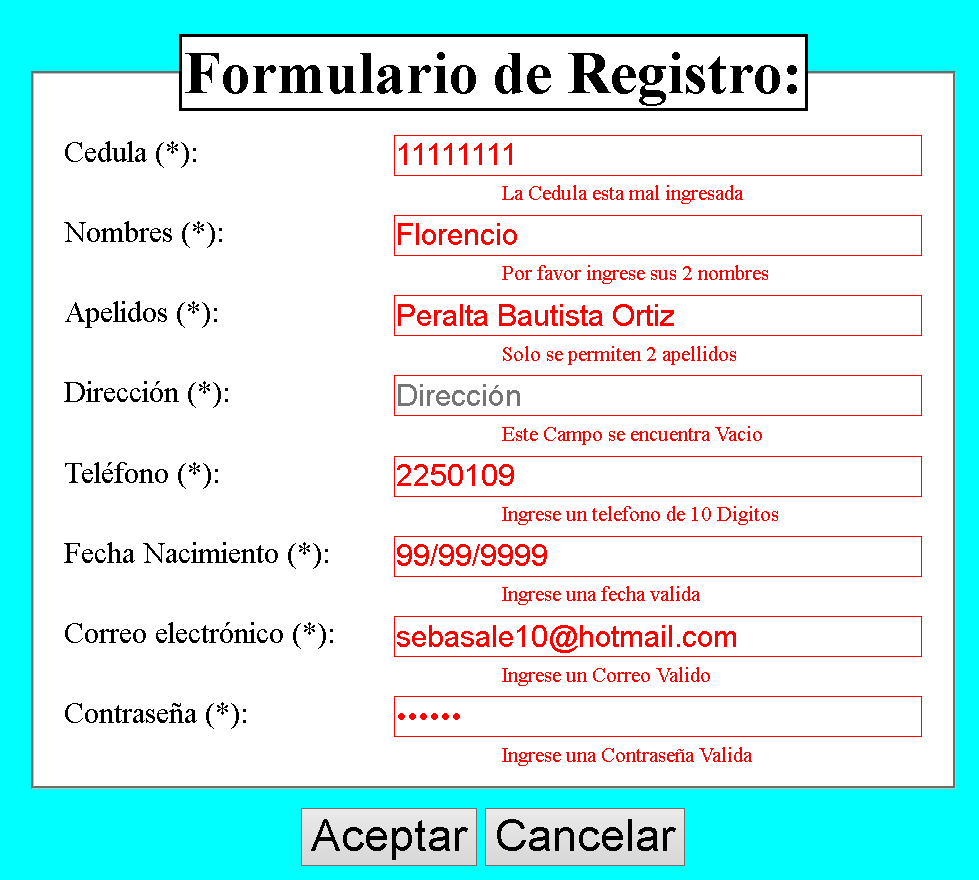 Formulario de Registro:
Cedula (*): 11111111
La Cedula esta mal ingresada
Nombres (*): Florencio
Por favor ingrese sus 2 nombres
Apelidos (*): Peralta Bautista Ortiz
Solo se permiten 2 apellidos
Dirección (*): Dirección
Este Campo se encuentra Vacio
Teléfono (*): 2250109
Ingrese un telefono de 10 Digitos
Fecha Nacimiento (*): 99/99/9999
Ingrese una fecha valida
Correo electrónico (*): sebasale10@hotmail.com
Ingrese un Correo Valido
Contraseña (*): ••••••
Ingrese una Contraseña Valida
Aceptar Cancelar